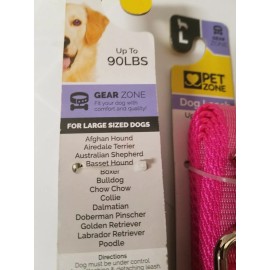 Up To
90LBS
GEAR ZONE
Fit your dog with
comfort and quality!
FOR LARGE SIZED DOGS
Afghan Hound
Airedale Terrier
Australian Shepherd
Basset Hound
Boxer
Bulldog
Chow Chow
Collie
Dalmatian
Doberman Pinscher
Golden Retriever
Labrador Retriever
Poodle
Directions
Dog must be under control
L
PET
ZONE
Dog Leash